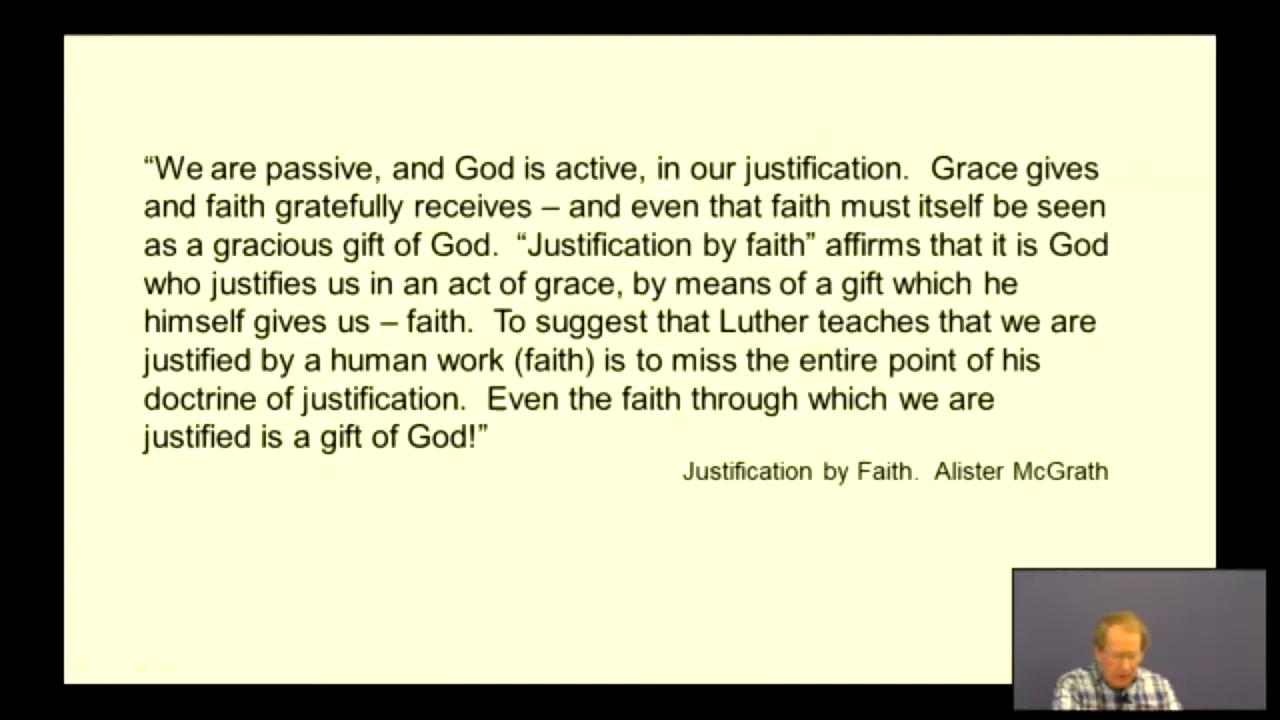 “We are passive, and God is active, in our justification.  Grace gives
and faith gratefully receives – and even that faith must itself be seen
as a gracious gift of God.  “Justification by faith” affirms that it is God
who justifies us in an act of grace, by means of a gift which he
himself gives us – faith.  To suggest that Luther teaches that we are
justified by a human work (faith) is to miss the entire point of his
doctrine of justification.  Even the faith through which we are
justified is a gift of God!”
Justification by Faith.  Alister McGrath